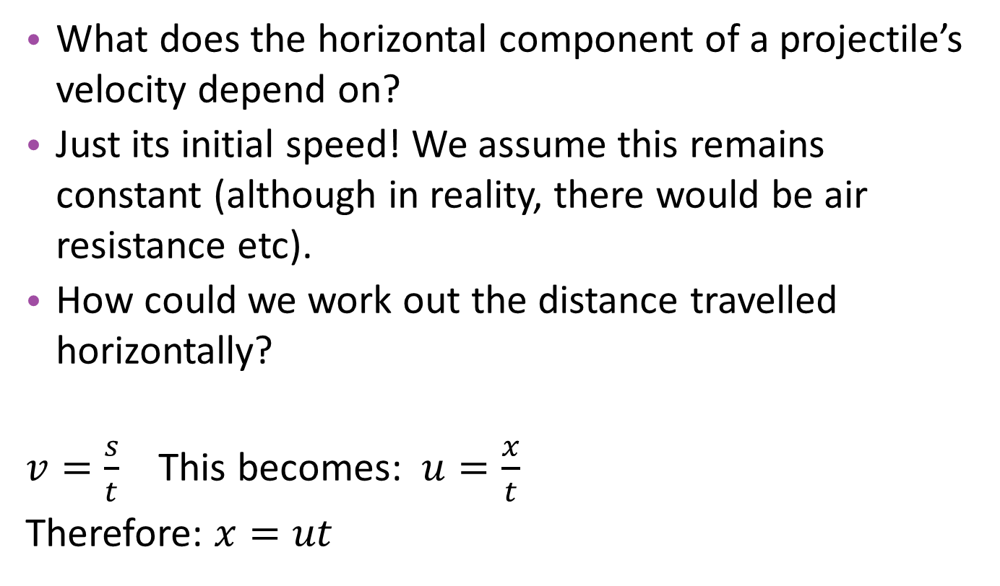 • What does the horizontal component of a projectile’s
velocity depend on?
• Just its initial speed! We assume this remains
constant (although in reality, there would be air
resistance etc).
• How could we work out the distance travelled
horizontally?
v = s/t This becomes: u = x/t
Therefore: x = ut